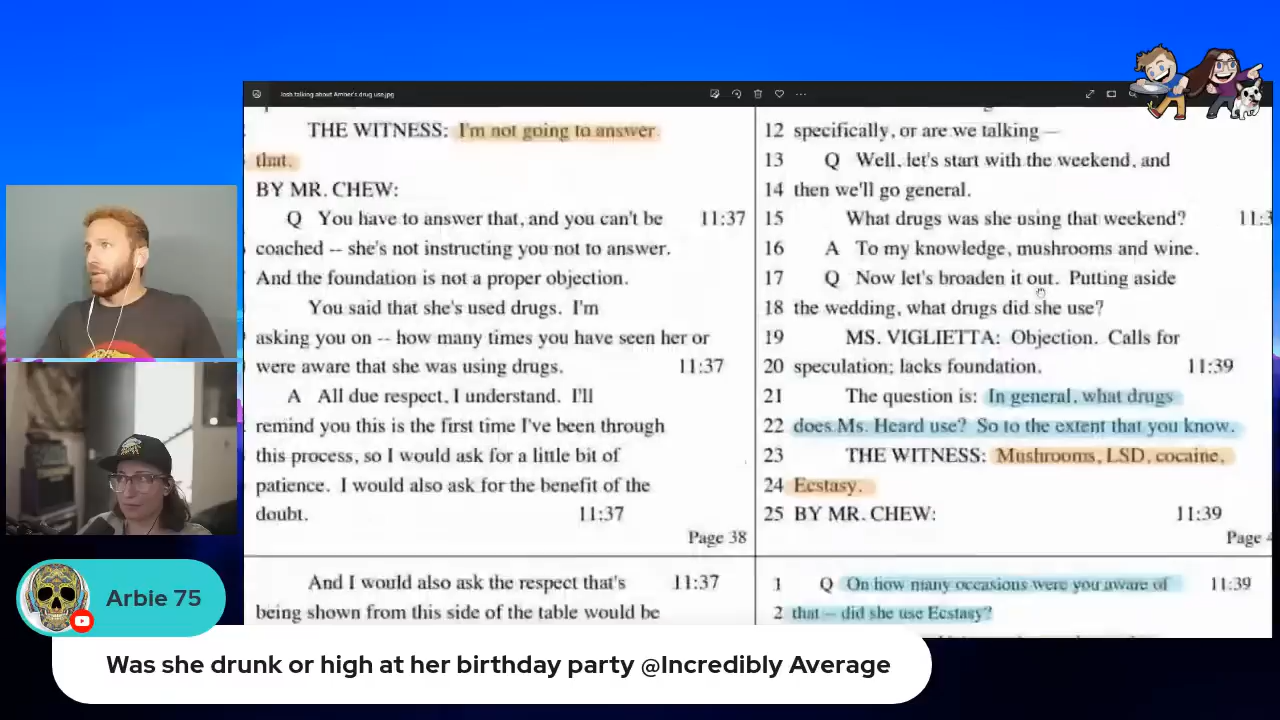 Josh talking about Amber's drug use.jpg
THE WITNESS: I'm not going to answer
that.
BY MR. CHEW:
Q You have to answer that, and you can't be 11:37
coached -- she's not instructing you not to answer.
And the foundation is not a proper objection.
You said that she's used drugs. I'm
asking you on -- how many times you have seen her or
were aware that she was using drugs. 11:37
A All due respect, I understand. I'll
remind you this is the first time I've been through
this process, so I would ask for a little bit of
patience. I would also ask for the benefit of the
doubt. 11:37
Page 38
And I would also ask the respect that's 11:37
being shown from this side of the table would be
12 specifically, or are we talking —
13 Q Well, let's start with the weekend, and
14 then we'll go general.
15 What drugs was she using that weekend? 11:3
16 A To my knowledge, mushrooms and wine.
17 Q Now let's broaden it out. Putting aside
18 the wedding, what drugs did she use?
19 MS. VIGLIETTA: Objection. Calls for
20 speculation; lacks foundation. 11:39
21 The question is: In general, what drugs
22 does Ms. Heard use? So to the extent that you know.
23 THE WITNESS: Mushrooms, LSD, cocaine,
24 Ecstasy.
25 BY MR. CHEW: 11:39
Page 4
1 Q On how many occasions were you aware of 11:39
2 that — did she use Ecstasy?
Arbie 75
Was she drunk or high at her birthday party @Incredibly Average